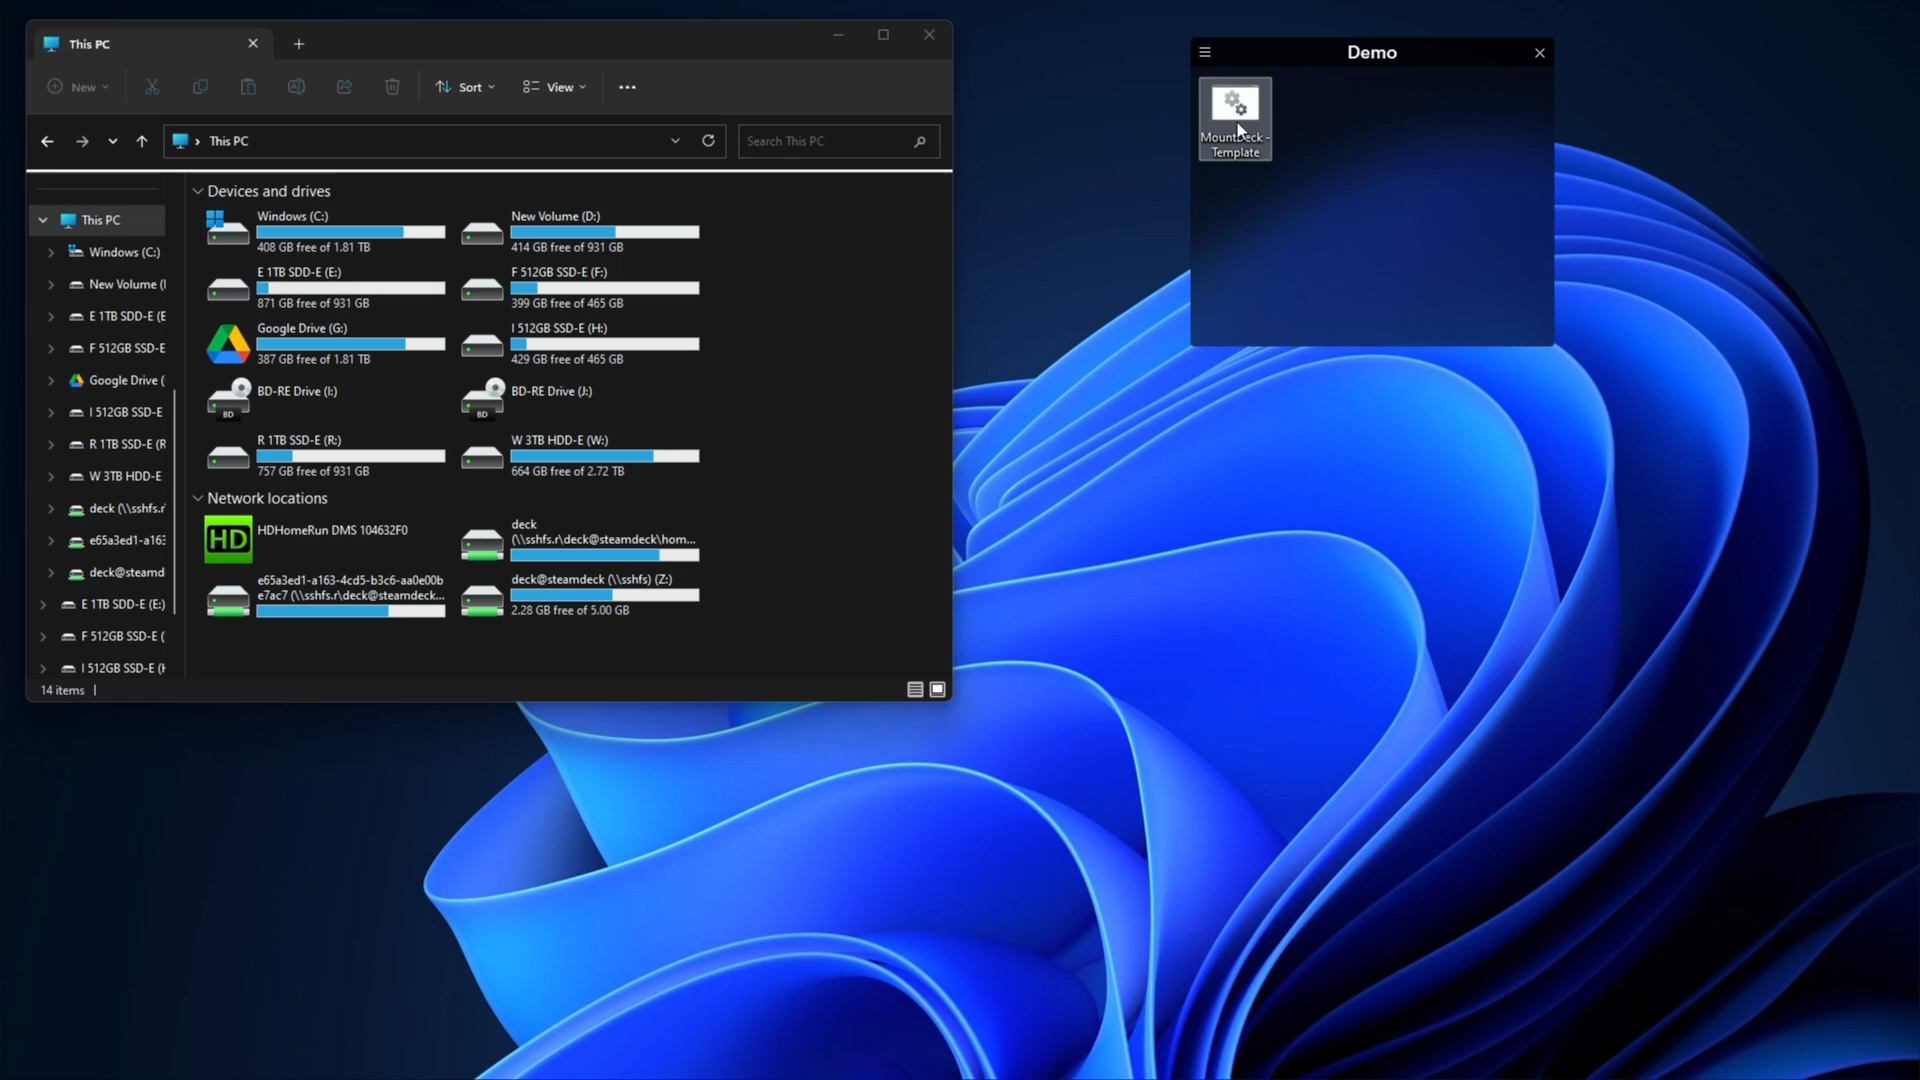 This PC
New
Sort
View
This PC
Search This PC
This PC
Windows (C:)
New Volume (
E 1TB SDD-E (E
F 512GB SSD-E
Google Drive (
I 512GB SSD-E
R 1TB SSD-E (R
W 3TB HDD-E
deck (\\sshfs.r
e65a3ed1-a163
deck@steamd
E 1TB SDD-E (E:)
F 512GB SSD-E (
I 512GB SSD-E (H
Devices and drives
Windows (C:)
408 GB free of 1.81 TB
New Volume (D:)
414 GB free of 931 GB
E 1TB SDD-E (E:)
871 GB free of 931 GB
F 512GB SSD-E (F:)
399 GB free of 465 GB
Google Drive (G:)
387 GB free of 1.81 TB
I 512GB SSD-E (H:)
429 GB free of 465 GB
BD
BD-RE Drive (I:)
BD
BD-RE Drive (J:)
R 1TB SSD-E (R:)
757 GB free of 931 GB
W 3TB HDD-E (W:)
664 GB free of 2.72 TB
Network locations
HD
HDHomeRun DMS 104632F0
deck
(\\sshfs.r\deck@steamdeck\hom...
e65a3ed1-a163-4cd5-b3c6-aa0e00b
e7ac7 (\\sshfs.r\deck@steamdeck...
deck@steamdeck (\\sshfs) (Z:)
2.28 GB free of 5.00 GB
14 items
Demo
MountDeck -
Template